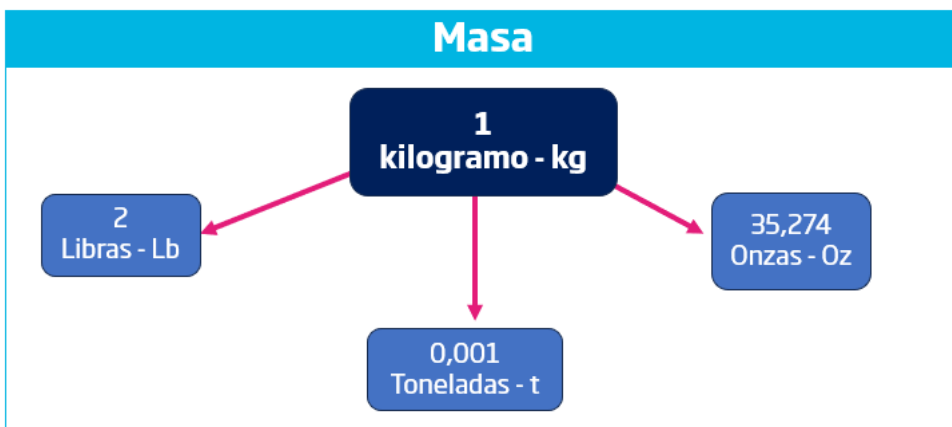 Masa
1
kilogramo - kg
2
Libras - Lb
35,274
Onzas - Oz
0,001
Toneladas - t